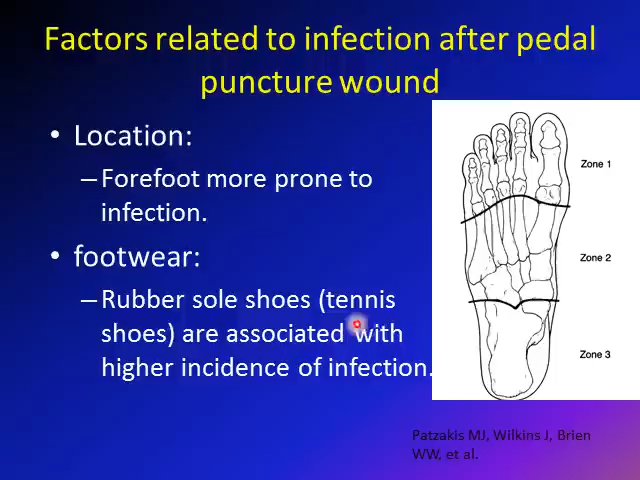 Factors related to infection after pedal
puncture wound
• Location:
–Forefoot more prone to
infection.
• footwear:
–Rubber sole shoes (tennis
shoes) are associated with
higher incidence of infection.
Zone 1
Zone 2
Zone 3
Patzakis MJ, Wilkins J, Brien
WW, et al.